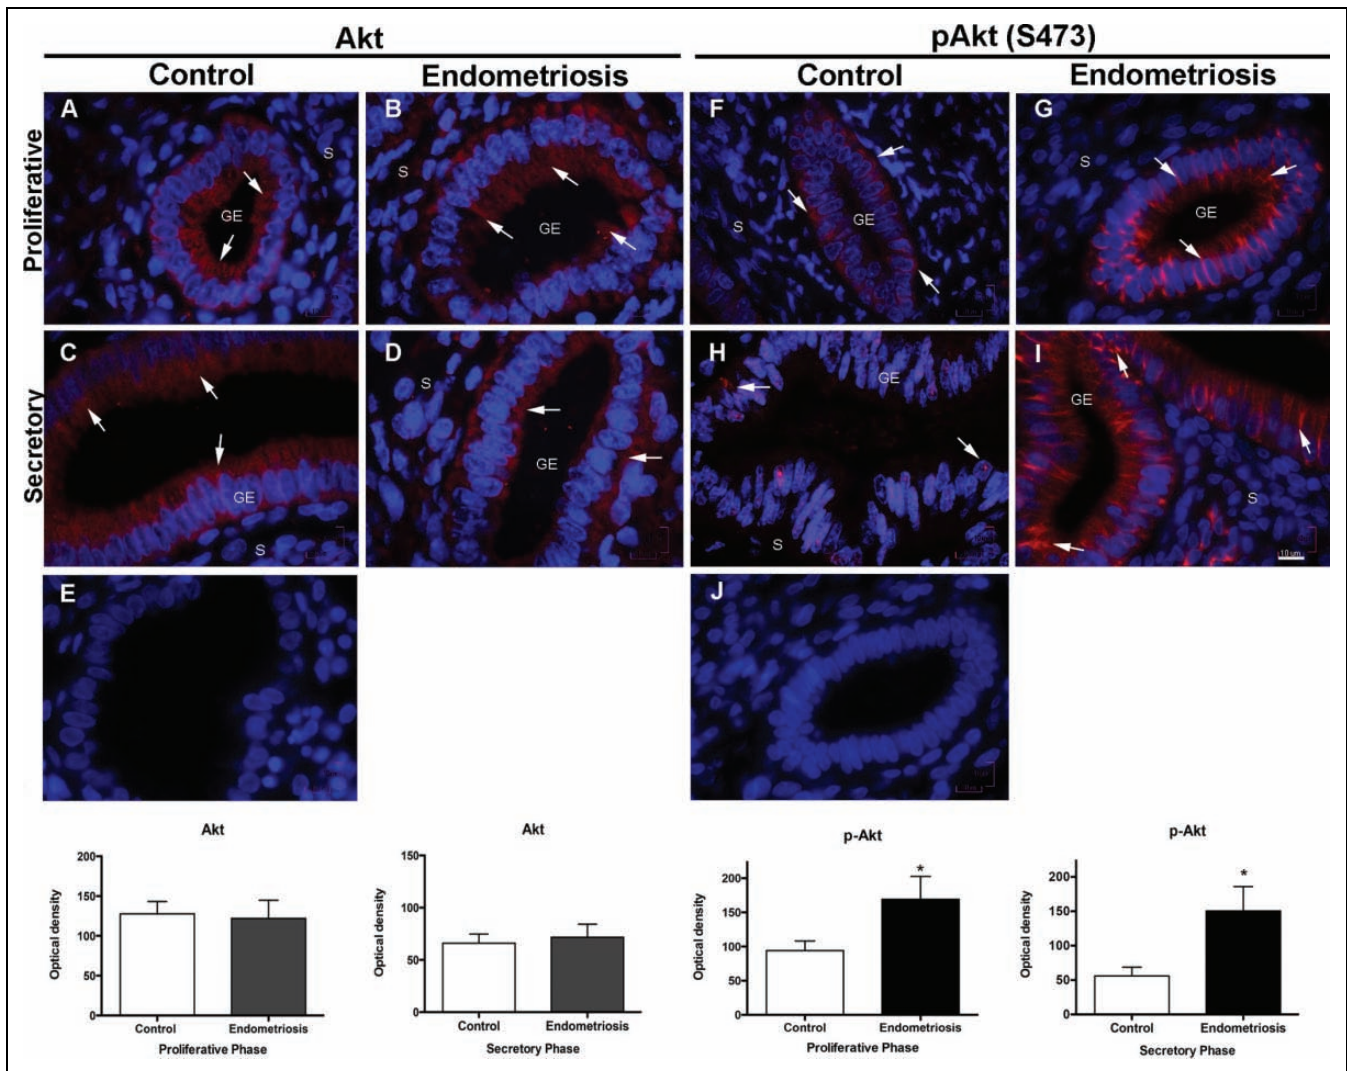 Akt
pAkt (S473)
Control
Endometriosis
Control
Endometriosis
Proliferative
A
GE
S
B
S
GE
F
S
GE
G
S
GE
Secretory
C
GE
S
D
S
GE
H
GE
S
I
GE
S
10 um
E
J
Akt
Optical density
200
150
100
50
0
Control
Endometriosis
Proliferative Phase
Akt
Optical density
150
100
50
0
Control
Endometriosis
Secretory Phase
p-Akt
Optical density
200
150
100
50
0
*
Control
Endometriosis
Proliferative Phase
p-Akt
Optical density
200
150
100
50
0
*
Control
Endometriosis
Secretory Phase